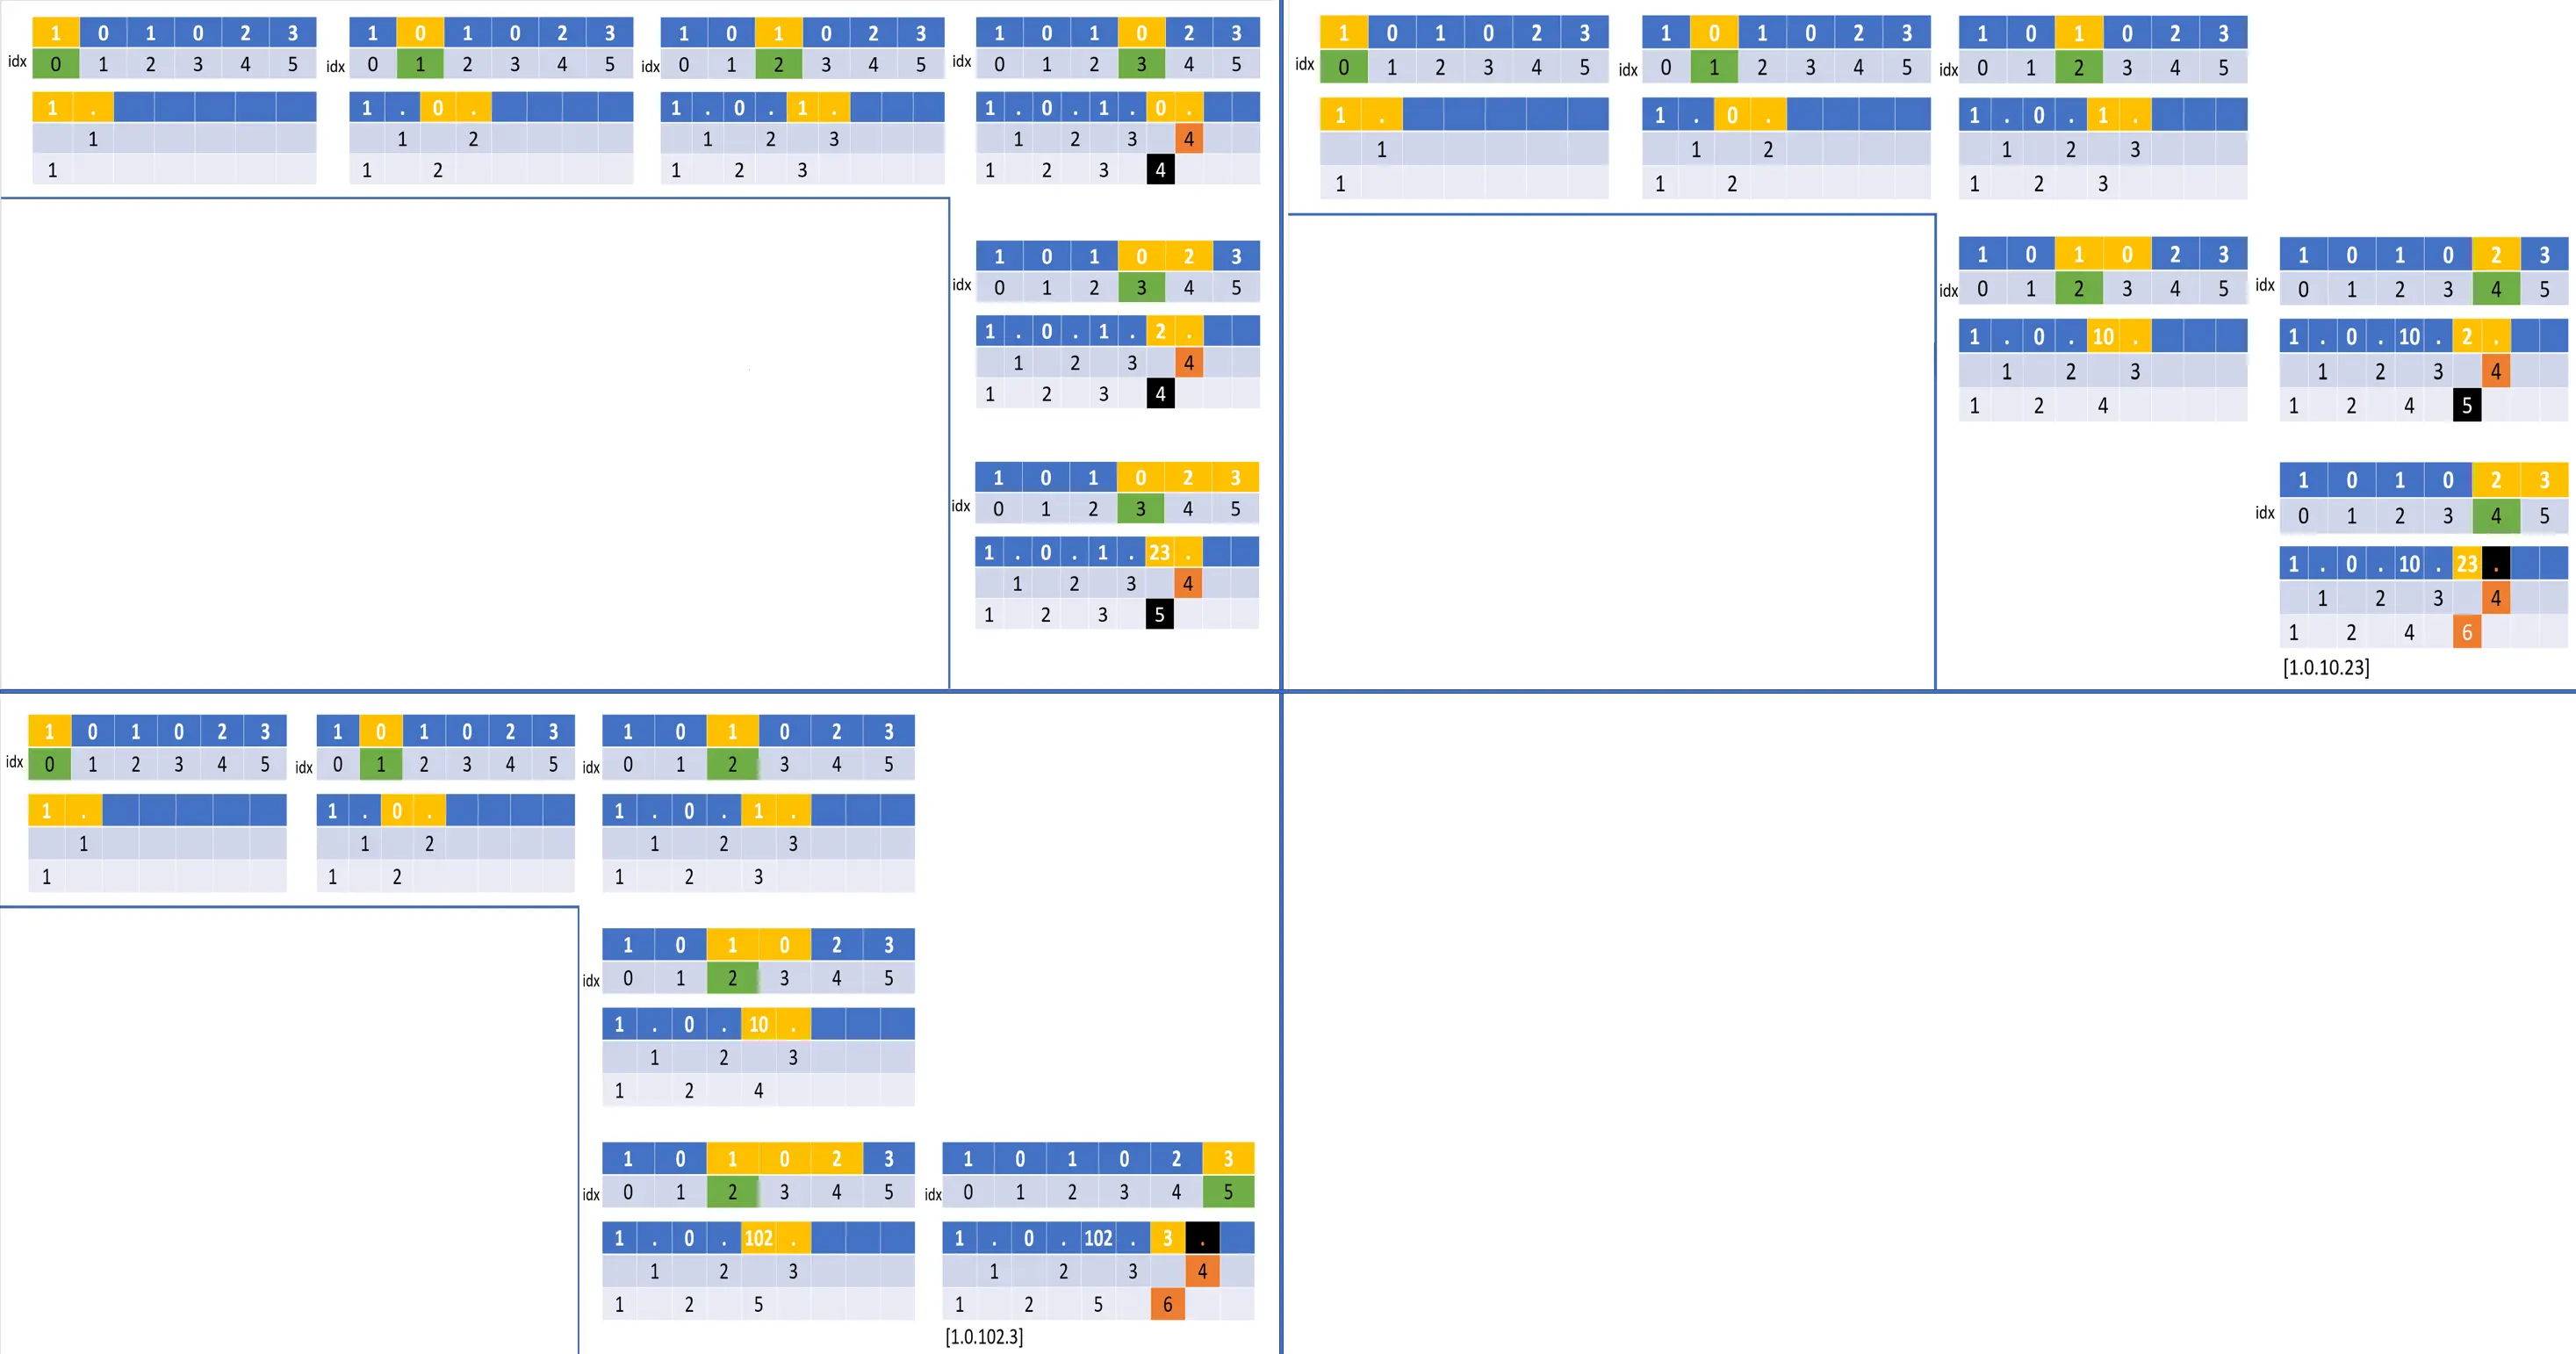 1 0 1 0 2 3
idx 0 1 2 3 4 5
1 .
1
1
1 0 1 0 2 3
idx 0 1 2 3 4 5
1 . 0 .
1 2
1 2
1 0 1 0 2 3
idx 0 1 2 3 4 5
1 . 0 . 1 .
1 2 3
1 2 3
1 0 1 0 2 3
idx 0 1 2 3 4 5
1 . 0 . 1 . 0 .
1 2 3 4
1 2 3 4
1 0 1 0 2 3
idx 0 1 2 3 4 5
1 . 0 . 1 . 2 .
1 2 3 4
1 2 3 4
1 0 1 0 2 3
idx 0 1 2 3 4 5
1 . 0 . 1 . 23 .
1 2 3 4
1 2 3 5
1 0 1 0 2 3
idx 0 1 2 3 4 5
1 .
1
1
1 0 1 0 2 3
idx 0 1 2 3 4 5
1 . 0 .
1 2
1 2
1 0 1 0 2 3
idx 0 1 2 3 4 5
1 . 0 . 1 .
1 2 3
1 2 3
1 0 1 0 2 3
idx 0 1 2 3 4 5
1 . 0 . 10 .
1 2 3
1 2 4
1 0 1 0 2 3
idx 0 1 2 3 4 5
1 . 0 . 10 . 2 .
1 2 3 4
1 2 4 5
1 0 1 0 2 3
idx 0 1 2 3 4 5
1 . 0 . 10 . 23 .
1 2 3 4
1 2 4 6
[1.0.10.23]
1 0 1 0 2 3
idx 0 1 2 3 4 5
1 .
1
1
1 0 1 0 2 3
idx 0 1 2 3 4 5
1 . 0 .
1 2
1 2
1 0 1 0 2 3
idx 0 1 2 3 4 5
1 . 0 . 1 .
1 2 3
1 2 3
1 0 1 0 2 3
idx 0 1 2 3 4 5
1 . 0 . 10 .
1 2 3
1 2 4
1 0 1 0 2 3
idx 0 1 2 3 4 5
1 . 0 . 102 .
1 2 3
1 2 5
1 0 1 0 2 3
idx 0 1 2 3 4 5
1 . 0 . 102 . 3 .
1 2 3 4
1 2 5 6
[1.0.102.3]